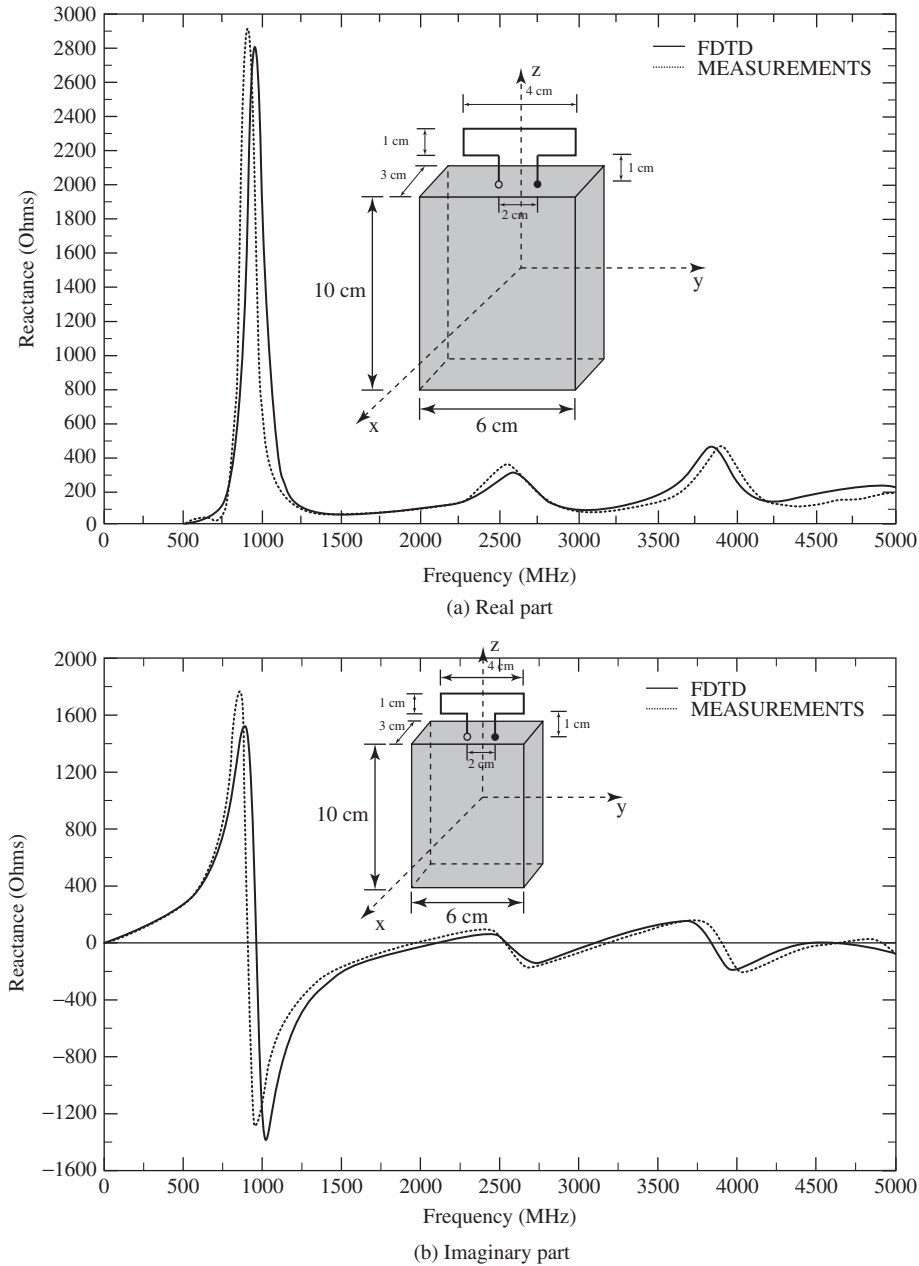 3000
2800
2600
2400
2200
2000
1800
1600
1400
1200
1000
800
600
400
200
0
Reactance (Ohms)
FDTD
MEASUREMENTS
z
4 cm
1 cm
3 cm
1 cm
2 cm
10 cm
y
x
6 cm
0 500 1000 1500 2000 2500 3000 3500 4000 4500 5000
Frequency (MHz)
(a) Real part
2000
1600
1200
800
400
0
−400
−800
−1200
−1600
Reactance (Ohms)
FDTD
MEASUREMENTS
z
4 cm
1 cm
3 cm
1 cm
2 cm
10 cm
y
x
6 cm
0 500 1000 1500 2000 2500 3000 3500 4000 4500 5000
Frequency (MHz)
(b) Imaginary part